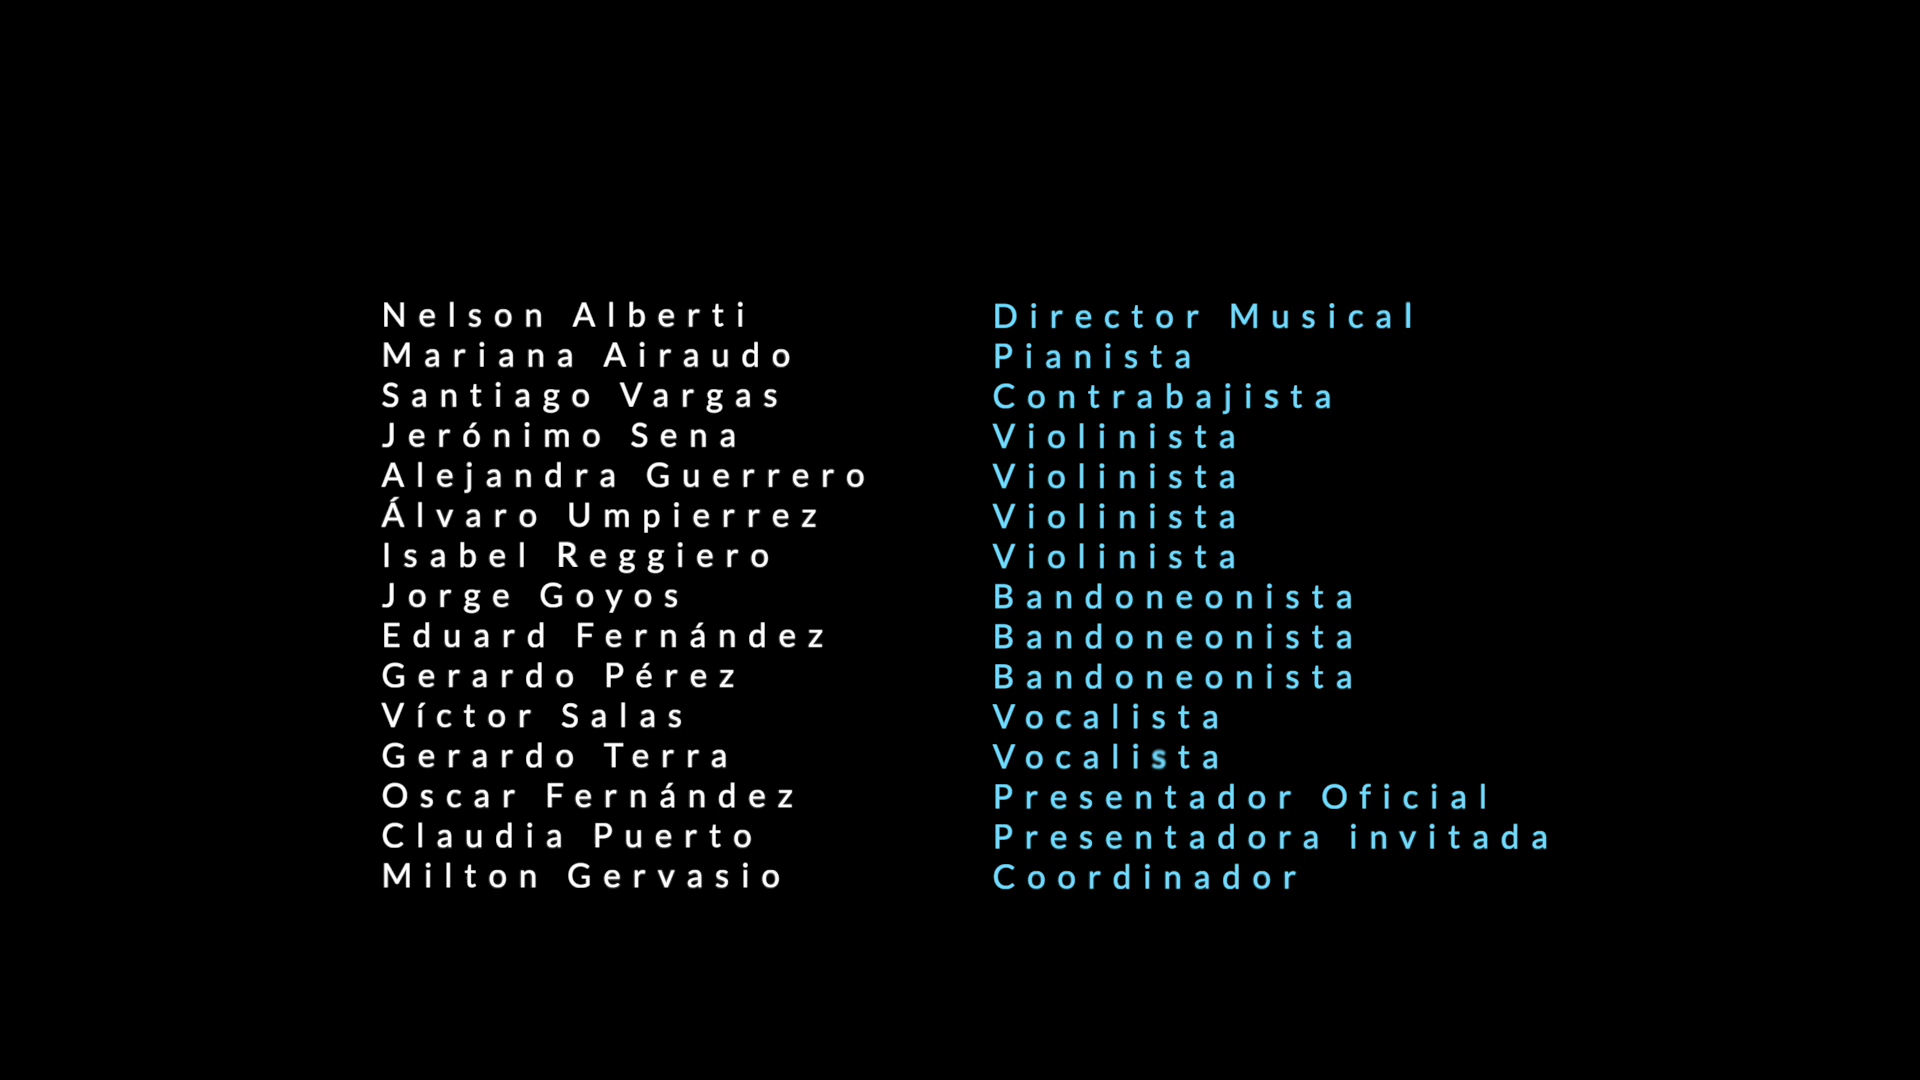 Nelson Alberti Director Musical
Mariana Airaudo Pianista
Santiago Vargas Contrabajista
Jerónimo Sena Violinista
Alejandra Guerrero Violinista
Álvaro Umpierrez Violinista
Isabel Reggiero Violinista
Jorge Goyos Bandoneonista
Eduard Fernández Bandoneonista
Gerardo Pérez Bandoneonista
Víctor Salas Vocalista
Gerardo Terra Vocalista
Oscar Fernández Presentador Oficial
Claudia Puerto Presentadora invitada
Milton Gervasio Coordinador